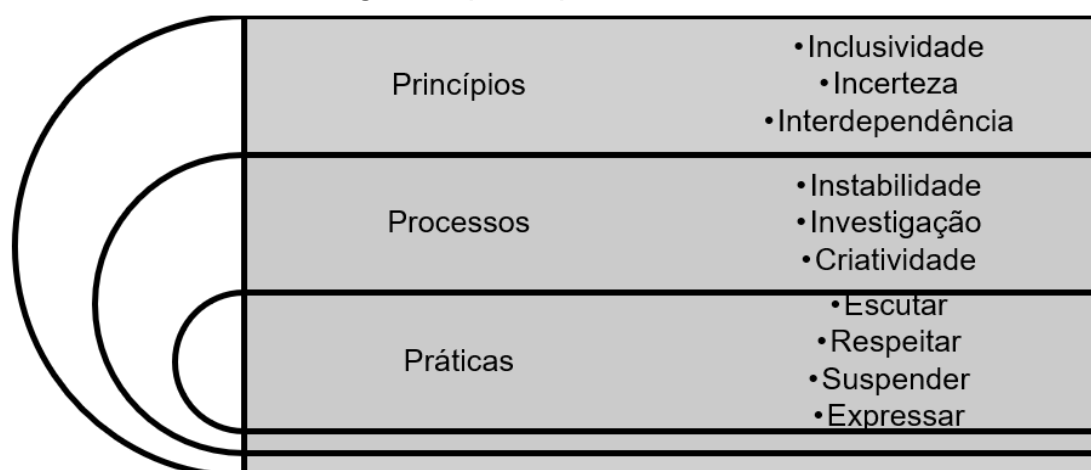 Princípios
•Inclusividade
•Incerteza
•Interdependência
Processos
•Instabilidade
•Investigação
•Criatividade
Práticas
•Escutar
•Respeitar
•Suspender
•Expressar